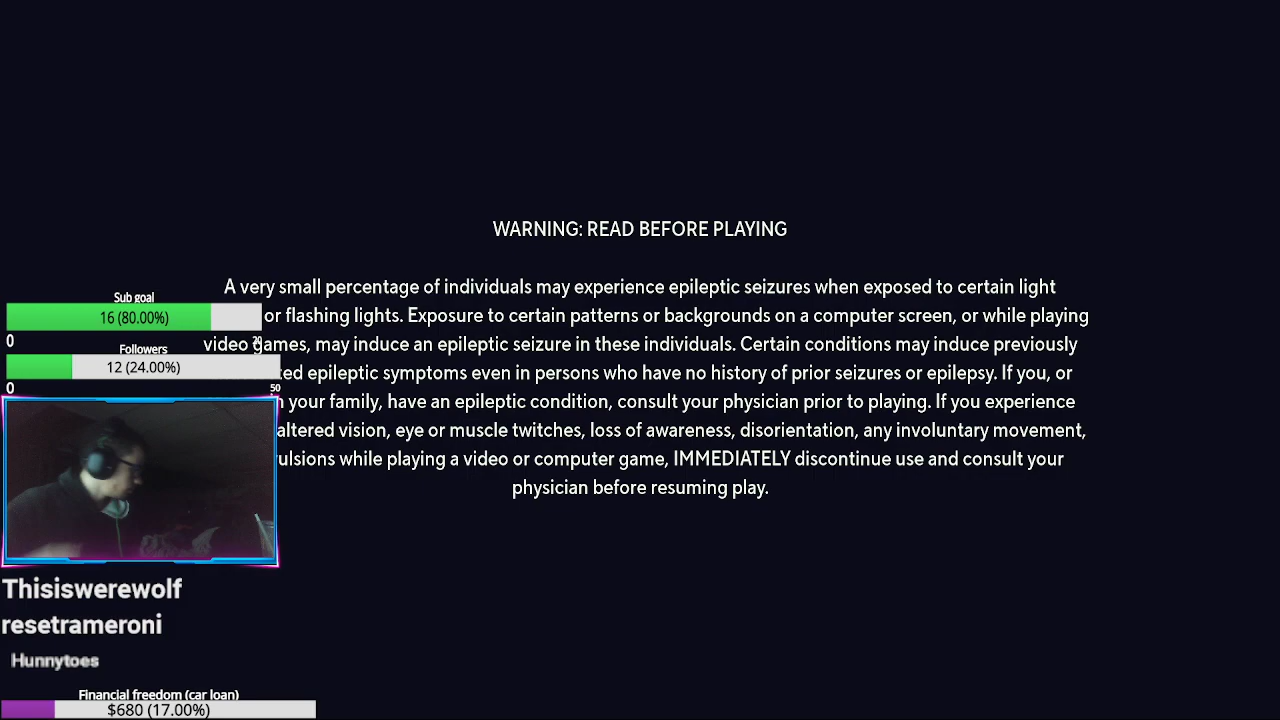 WARNING: READ BEFORE PLAYING
A very small percentage of individuals may experience epileptic seizures when exposed to certain light
or flashing lights. Exposure to certain patterns or backgrounds on a computer screen, or while playing
video games, may induce an epileptic seizure in these individuals. Certain conditions may induce previously
epileptic symptoms even in persons who have no history of prior seizures or epilepsy. If you, or
your family, have an epileptic condition, consult your physician prior to playing. If you experience
altered vision, eye or muscle twitches, loss of awareness, disorientation, any involuntary movement,
while playing a video or computer game, IMMEDIATELY discontinue use and consult your
physician before resuming play.
Sub goal
16 (80.00%)
0 20
Followers
12 (24.00%)
0 50
Thisiswerewolf
resetrameroni
Hunnytoes
Financial freedom (car loan)
$680 (17.00%)